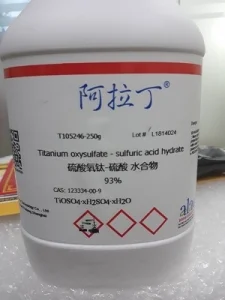 阿拉丁®
T105246-250g
Lot # L1814024
Titanium oxysulfate - sulfuric acid hydrate
硫酸氧钛-硫酸 水合物
93%
CAS: 123334-00-9
TiOSO4·xH2SO4·xH2O